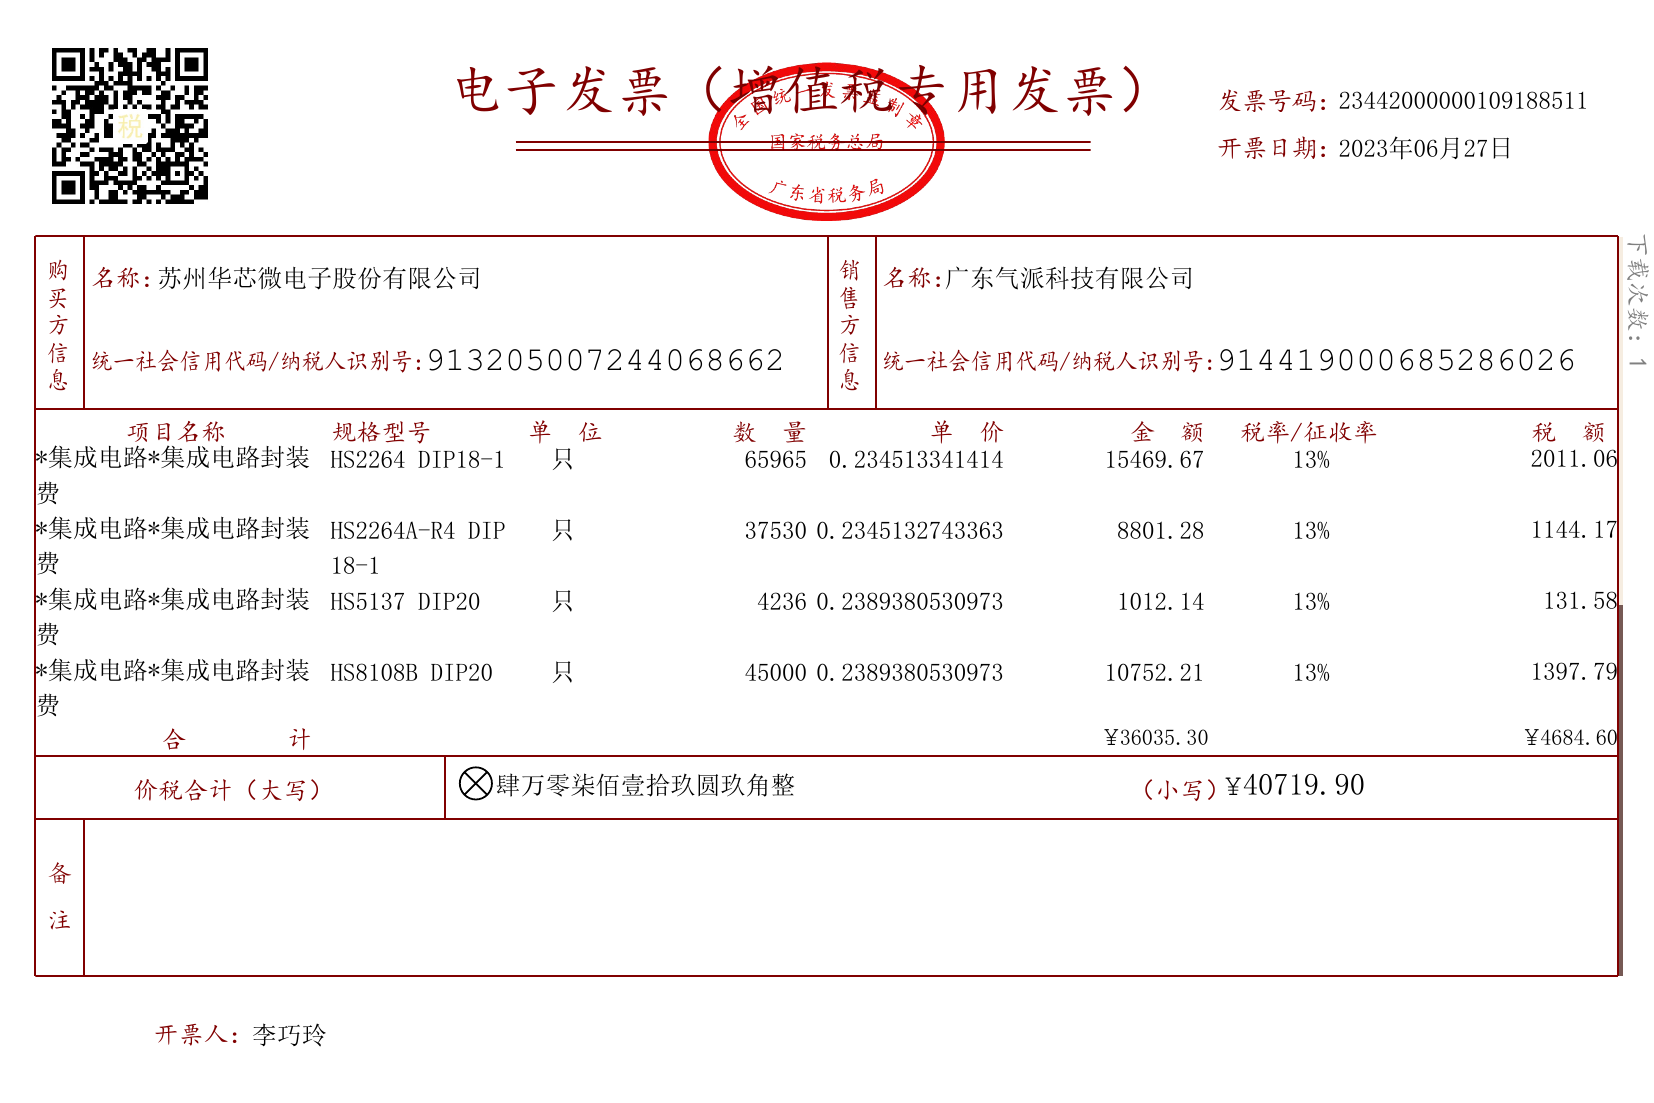 电子发票（增值税专用发票）
全国统一发票监制章
国家税务总局
广东省税务局
税
发票号码：23442000000109188511
开票日期：2023年06月27日
下载次数：1
购买方信息
名称：苏州华芯微电子股份有限公司
统一社会信用代码/纳税人识别号：913205007244068662
销售方信息
名称：广东气派科技有限公司
统一社会信用代码/纳税人识别号：914419000685286026
项目名称 规格型号 单 位 数 量 单 价 金 额 税率/征收率 税 额
*集成电路*集成电路封装 HS2264 DIP18-1 只 65965 0.234513341414 15469.67 13% 2011.06
费
*集成电路*集成电路封装 HS2264A-R4 DIP 只 37530 0.2345132743363 8801.28 13% 1144.17
费 18-1
*集成电路*集成电路封装 HS5137 DIP20 只 4236 0.2389380530973 1012.14 13% 131.58
费
*集成电路*集成电路封装 HS8108B DIP20 只 45000 0.2389380530973 10752.21 13% 1397.79
费
合 计 ¥36035.30 ¥4684.60
价税合计（大写） 肆万零柒佰壹拾玖圆玖角整 （小写）¥40719.90
备注
开票人：李巧玲